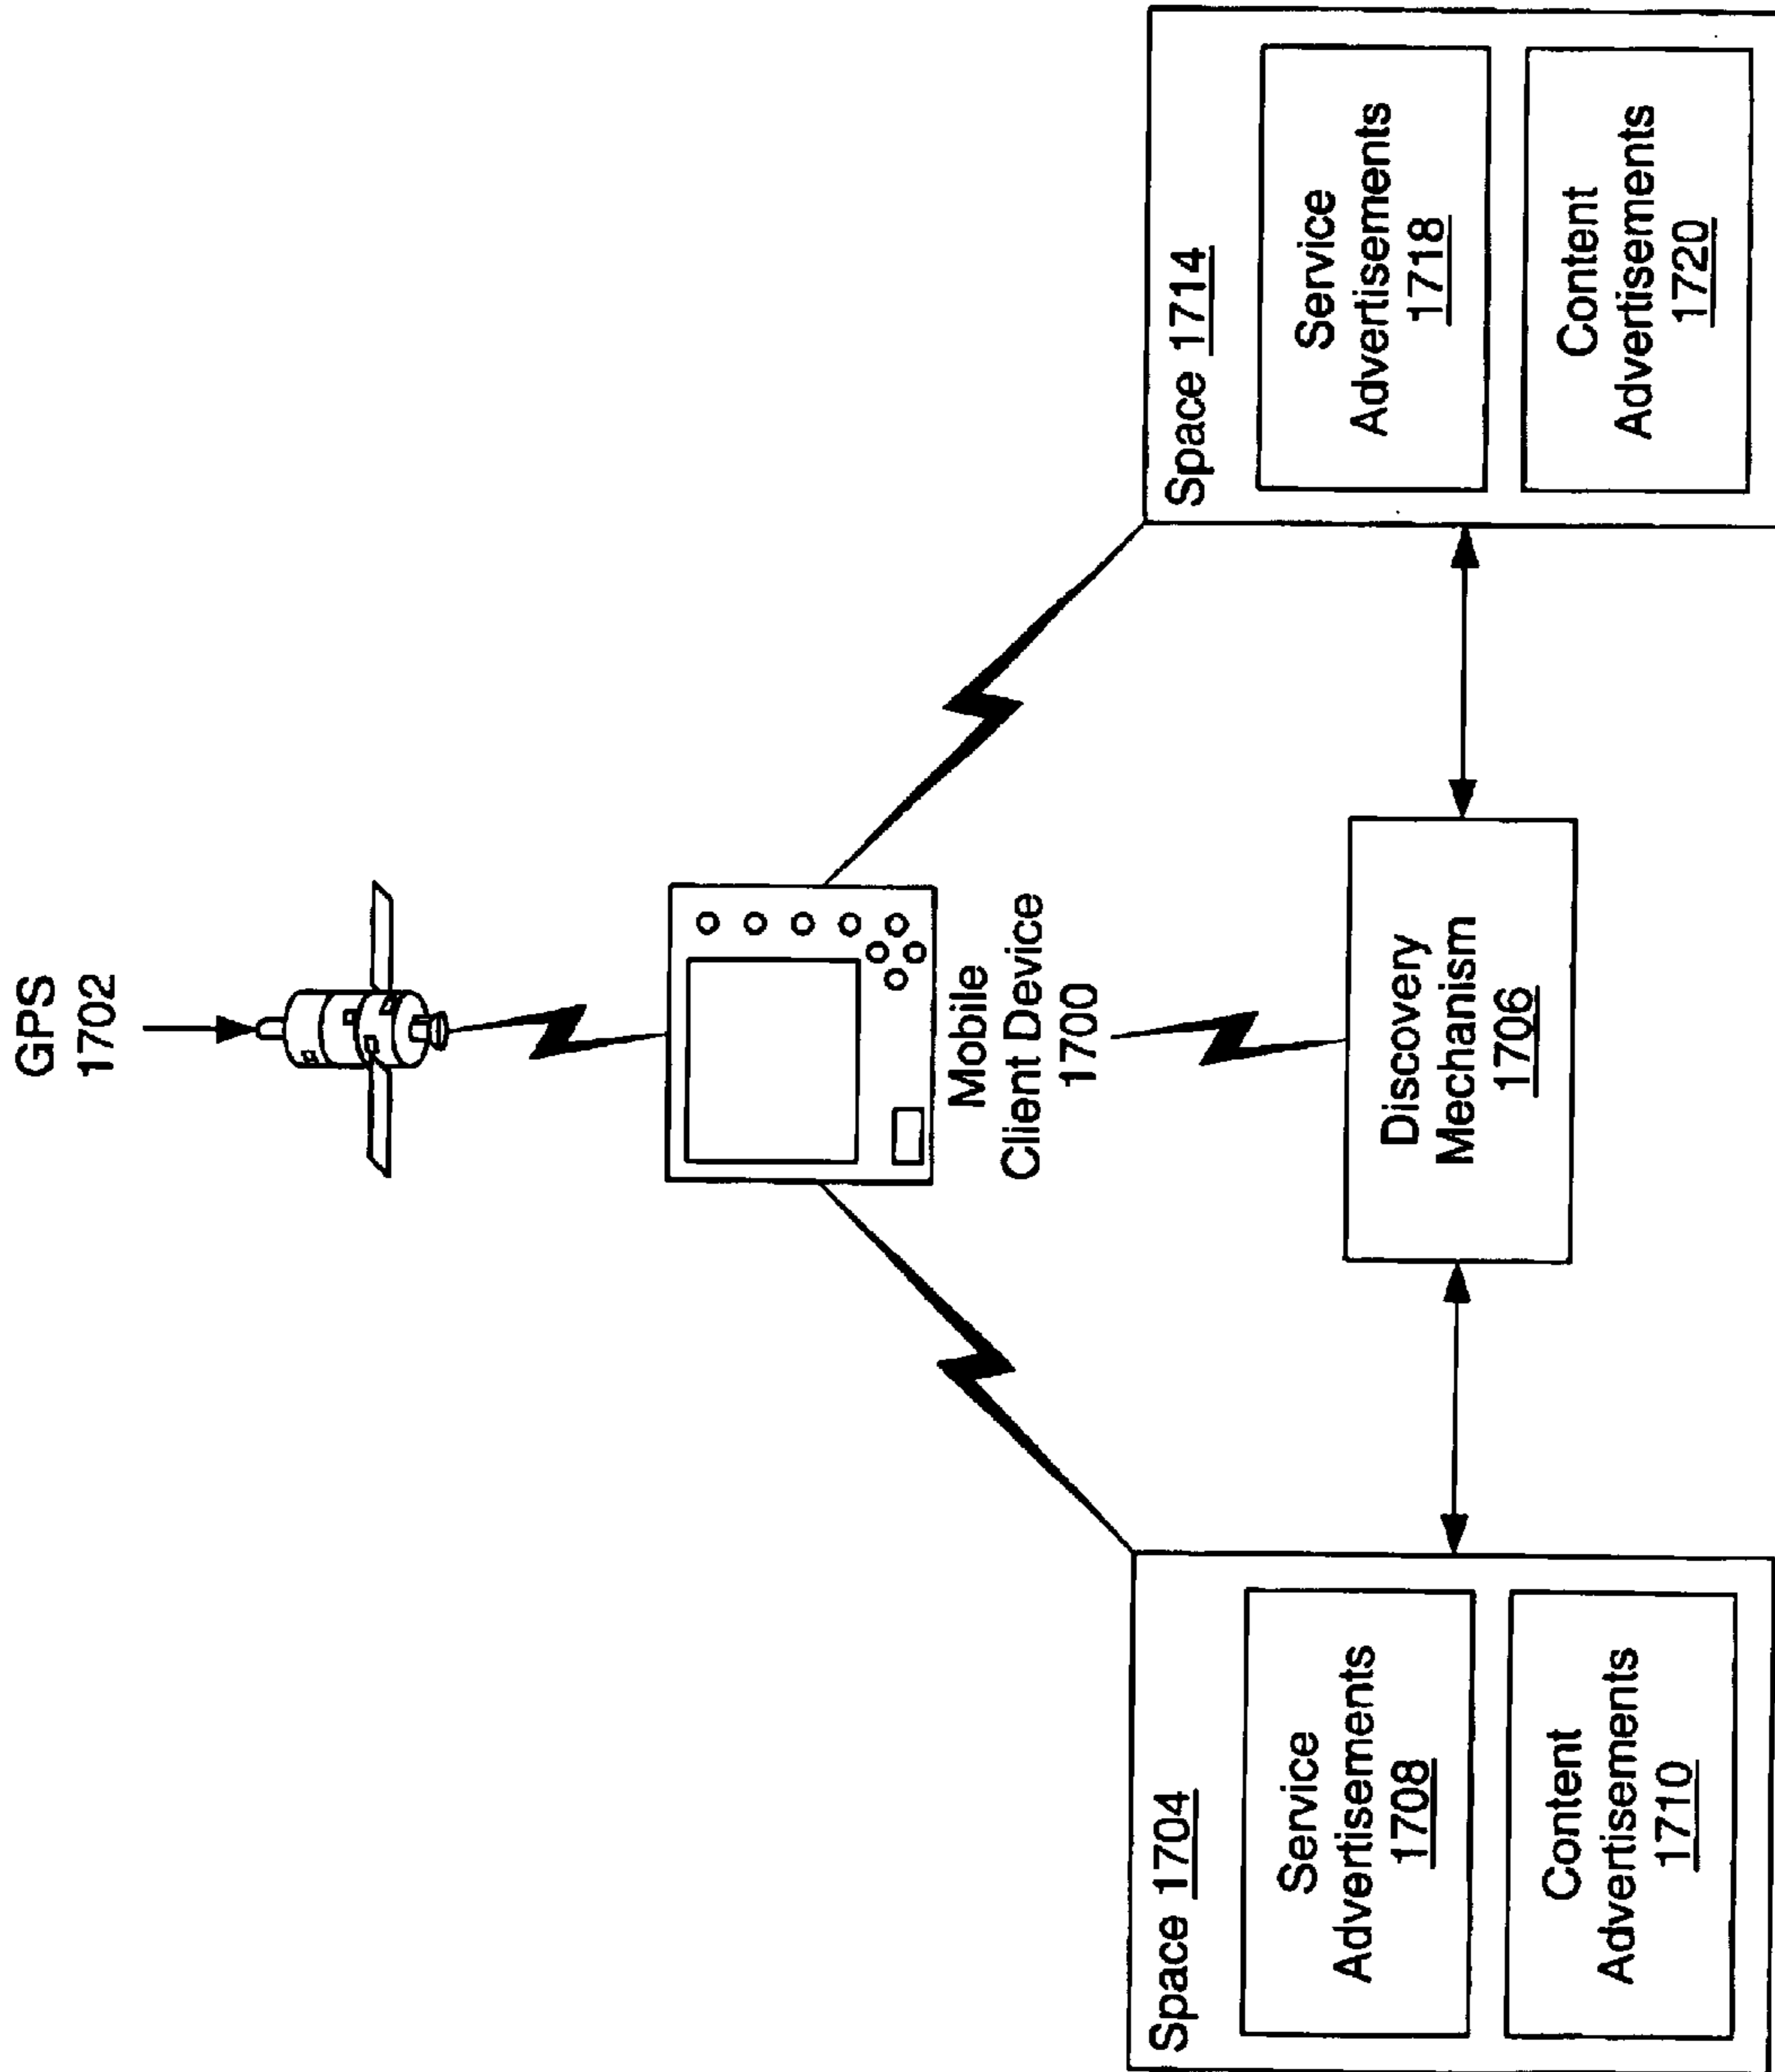 GPS
1702
Mobile
Client Device
1700
Space 1704
Service
Advertisements
1708
Content
Advertisements
1710
Discovery
Mechanism
1706
Space 1714
Service
Advertisements
1718
Content
Advertisements
1720